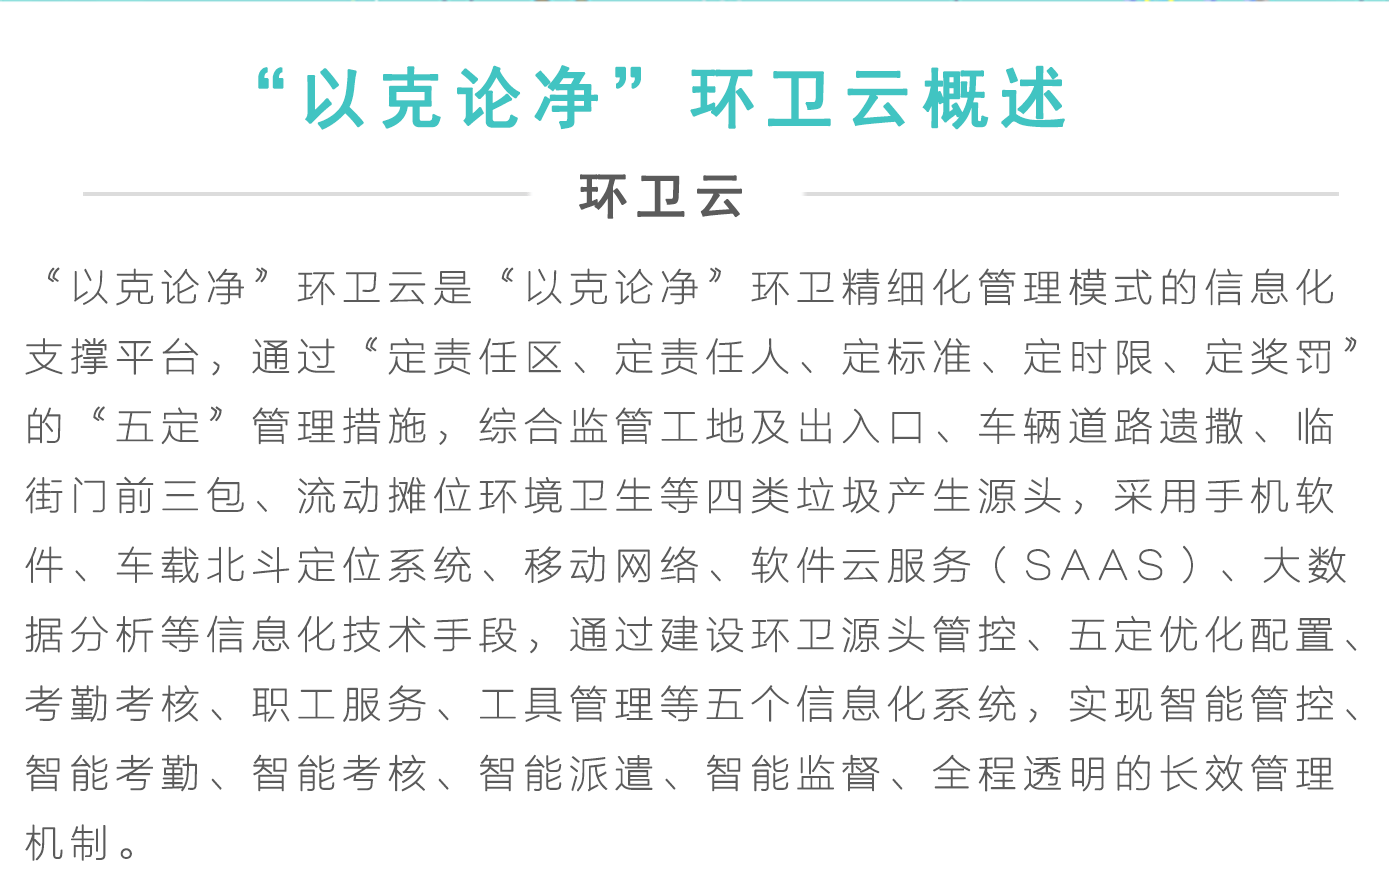 “以克论净”环卫云概述
环卫云
“以克论净”环卫云是“以克论净”环卫精细化管理模式的信息化
支撑平台，通过“定责任区、定责任人、定标准、定时限、定奖罚”
的“五定”管理措施，综合监管工地及出入口、车辆道路遗撒、临
街门前三包、流动摊位环境卫生等四类垃圾产生源头，采用手机软
件、车载北斗定位系统、移动网络、软件云服务（SAAS）、大数
据分析等信息化技术手段，通过建设环卫源头管控、五定优化配置、
考勤考核、职工服务、工具管理等五个信息化系统，实现智能管控、
智能考勤、智能考核、智能派遣、智能监督、全程透明的长效管理
机制。